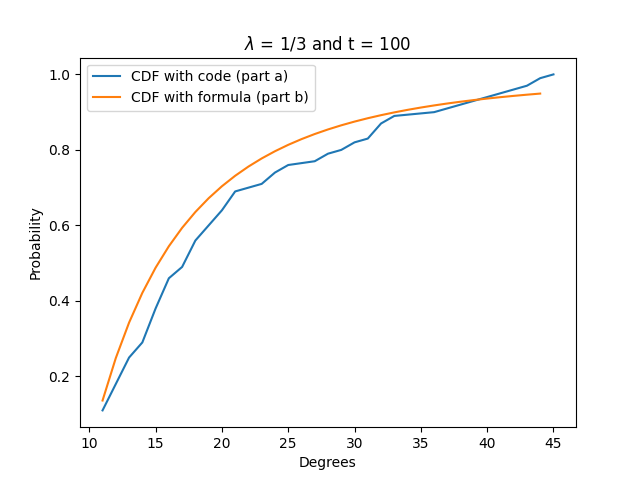 λ = 1/3 and t = 100
CDF with code (part a)
CDF with formula (part b)
Probability
1.0
0.8
0.6
0.4
0.2
10 15 20 25 30 35 40 45
Degrees